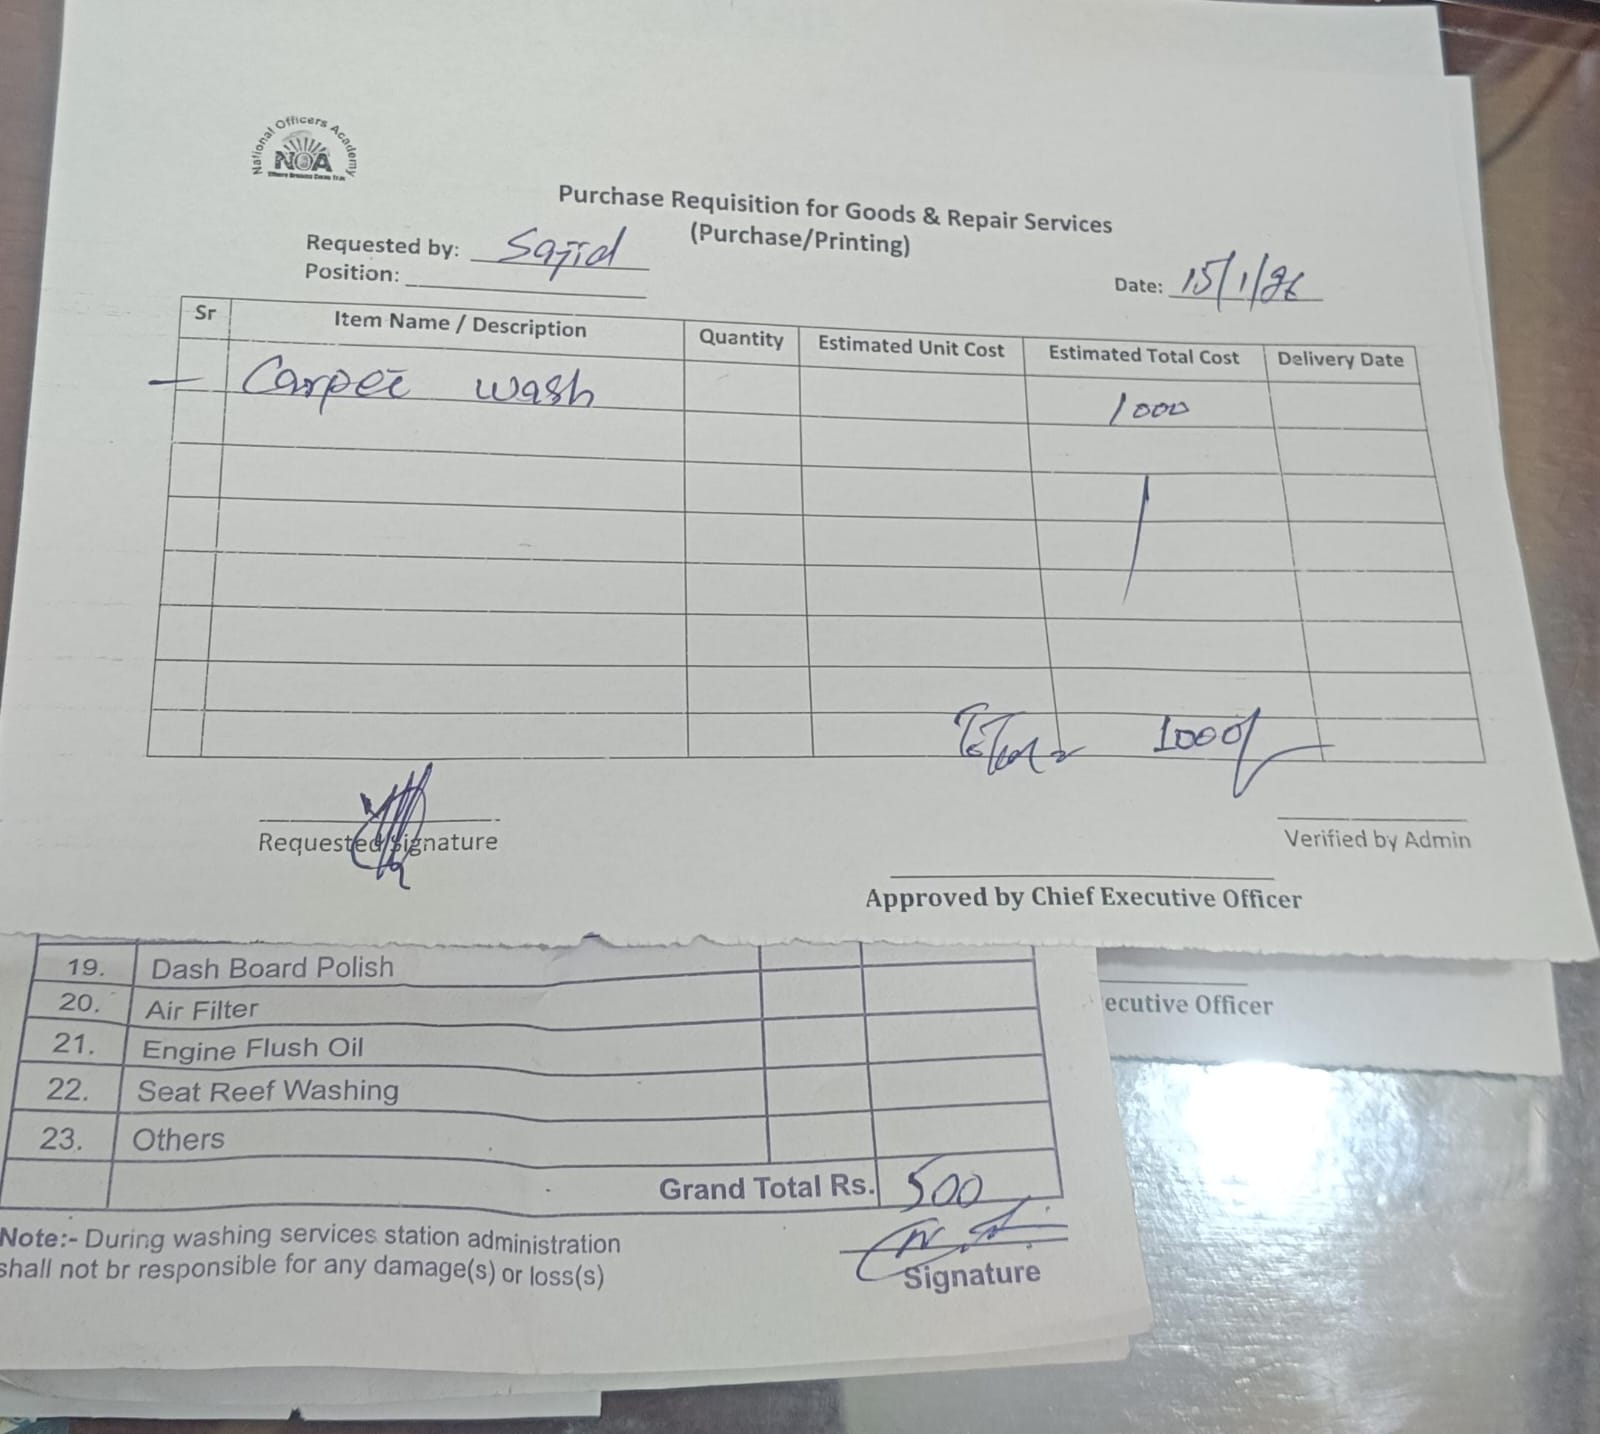 National Officers Academy
NOA
Where Dreams Come True
Purchase Requisition for Goods & Repair Services
(Purchase/Printing)
Requested by: Sajid
Position:
Date: 15/1/26
Sr Item Name / Description Quantity Estimated Unit Cost Estimated Total Cost Delivery Date
Carpet wash 1000
Total 1000/
Requested Signature
Verified by Admin
Approved by Chief Executive Officer
19. Dash Board Polish
20. Air Filter
21. Engine Flush Oil
22. Seat Reef Washing
23. Others
Grand Total Rs. 500
ecutive Officer
Note:- During washing services station administration
shall not br responsible for any damage(s) or loss(s)
Signature